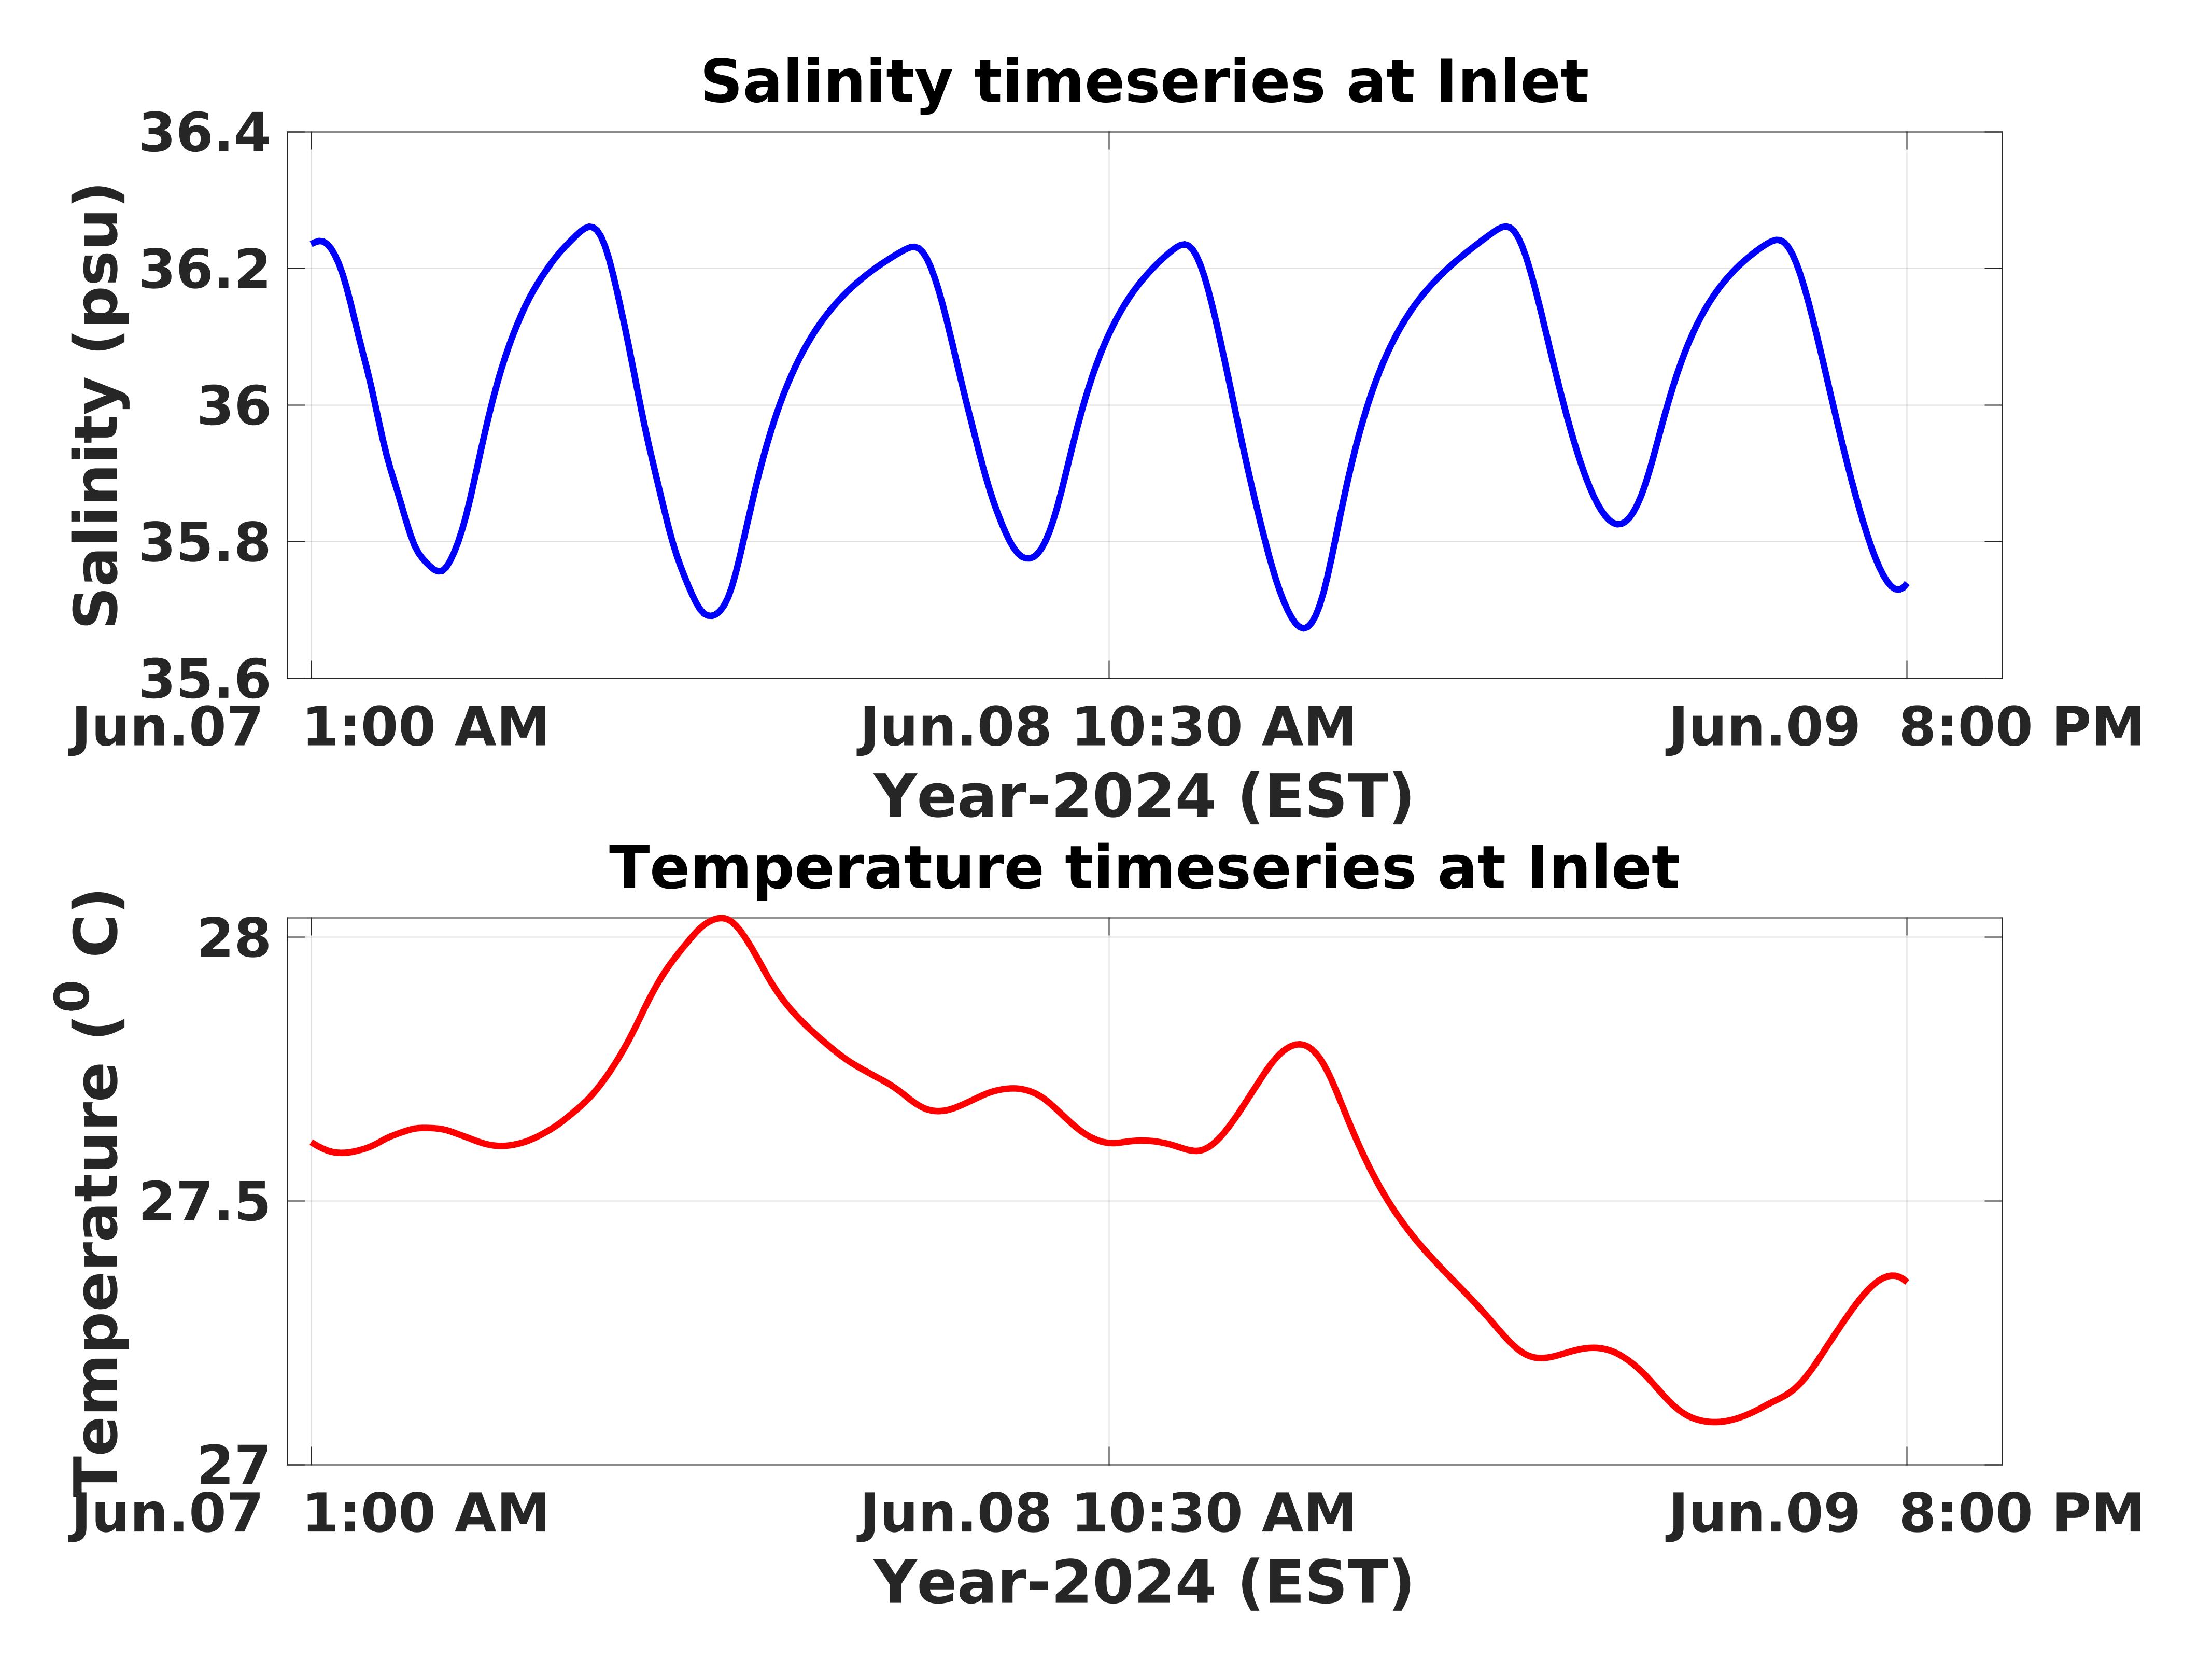 Salinity timeseries at Inlet
Salinity (psu)
36.4
36.2
36
35.8
35.6
Jun.07 1:00 AM
Jun.08 10:30 AM
Jun.09 8:00 PM
Year-2024 (EST)
Temperature timeseries at Inlet
Temperature (⁰ C)
28
27.5
27
Jun.07 1:00 AM
Jun.08 10:30 AM
Jun.09 8:00 PM
Year-2024 (EST)